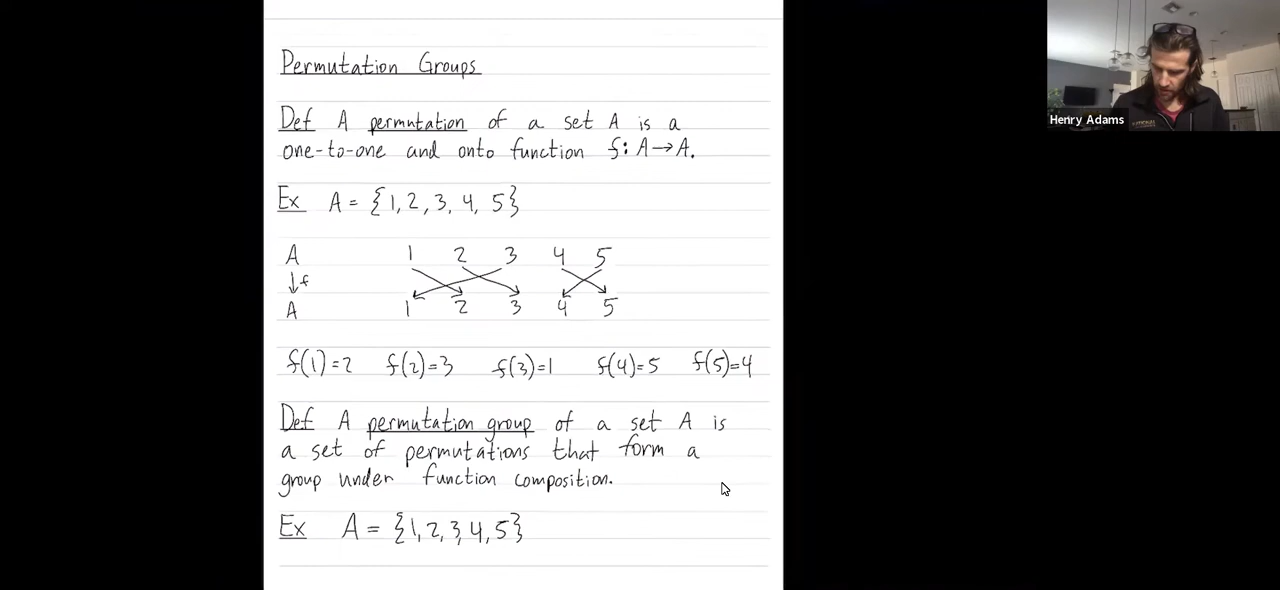 Permutation Groups
Def A permutation of a set A is a
one-to-one and onto function f: A→A.
Ex A = {1, 2, 3, 4, 5}
A 1 2 3 4 5
↓f
A 1 2 3 4 5
f(1)=2 f(2)=3 f(3)=1 f(4)=5 f(5)=4
Def A permutation group of a set A is
a set of permutations that form a
group under function composition.
Ex A = {1, 2, 3, 4, 5}
Henry Adams